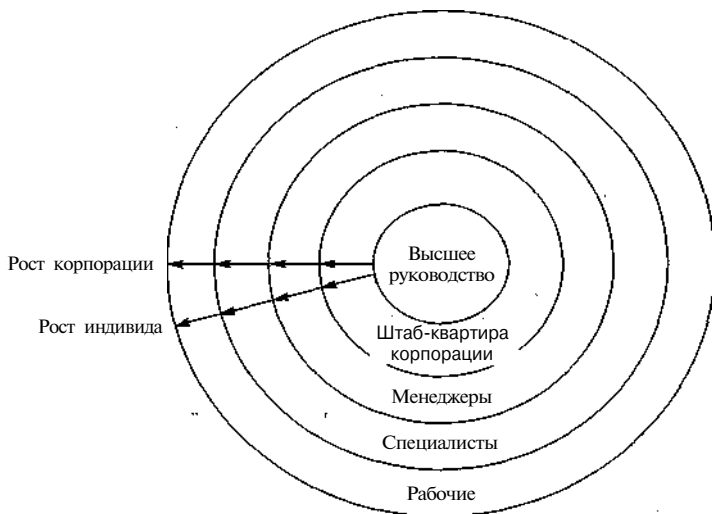 Рост корпорации
Рост индивида
Высшее
руководство
Штаб-квартира
корпорации
Менеджеры
Специалисты
Рабочие